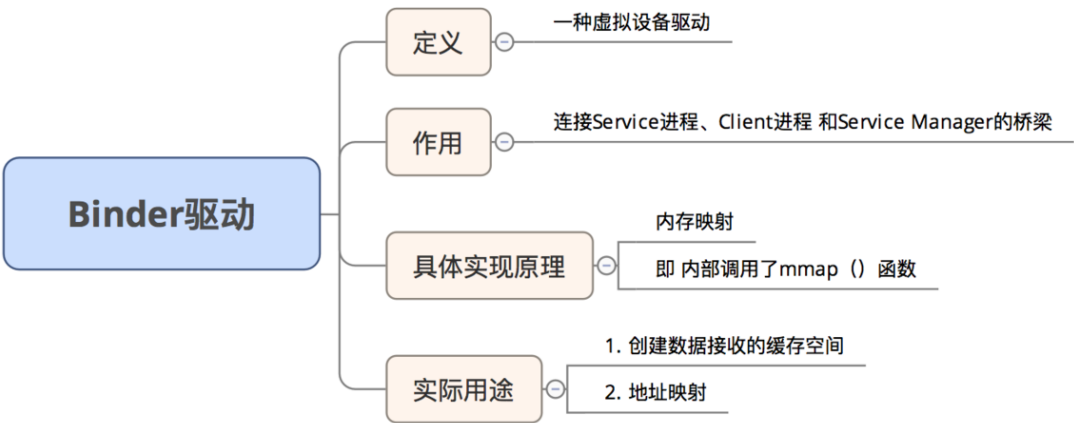 Binder驱动
定义
一种虚拟设备驱动
作用
连接Service进程、Client进程 和Service Manager的桥梁
具体实现原理
内存映射
即 内部调用了mmap（）函数
实际用途
1. 创建数据接收的缓存空间
2. 地址映射